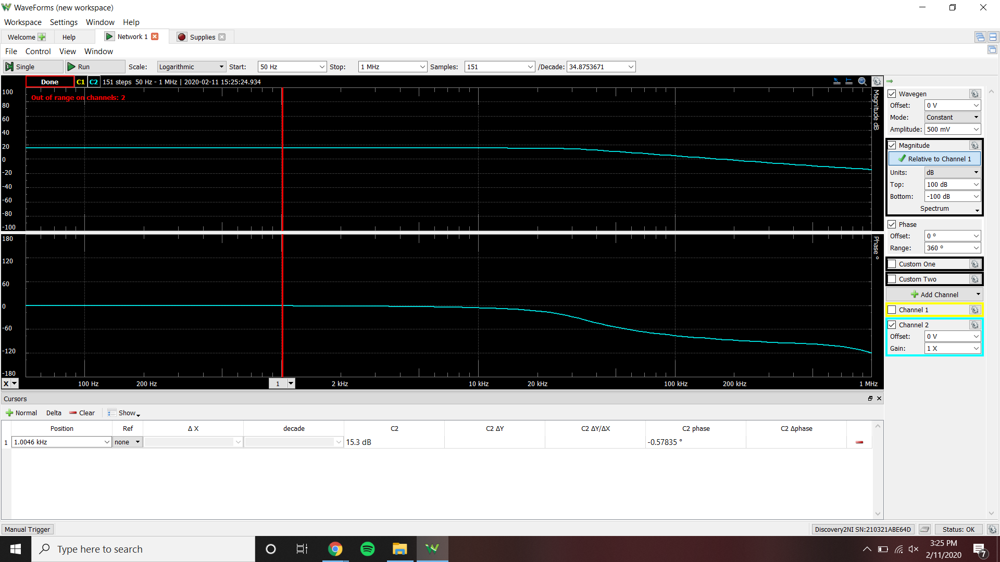 WaveForms (new workspace)
Workspace Settings Window Help
Welcome Help Network 1 Supplies
File Control View Window
Single Run Scale: Logarithmic Start: 50 Hz Stop: 1 MHz Samples: 151 /Decade: 34.8753671
Done C1 C2 151 steps 50 Hz - 1 MHz | 2020-02-11 15:25:24.934
Out of range on channels: 2
100
80
60
40
20
0
-20
-40
-60
-80
-100
Magnitude dB
180
120
60
0
-60
-120
-180
Phase °
X 100 Hz 200 Hz 1 2 kHz 10 kHz 20 kHz 100 kHz 200 kHz 1 MHz
Wavegen
Offset: 0 V
Mode: Constant
Amplitude: 500 mV
Magnitude
Relative to Channel 1
Units: dB
Top: 100 dB
Bottom: -100 dB
Spectrum
Phase
Offset: 0 °
Range: 360 °
Custom One
Custom Two
Add Channel
Channel 1
Channel 2
Offset: 0 V
Gain: 1 X
Cursors
Normal Delta Clear Show
Position Ref Δ X decade C2 C2 ΔY C2 ΔY/ΔX C2 phase C2 Δphase
1 1.0046 kHz none 15.3 dB -0.57835 °
Manual Trigger Discovery2NI SN:210321ABE64D Status: OK
Type here to search
3:25 PM
2/11/2020
7